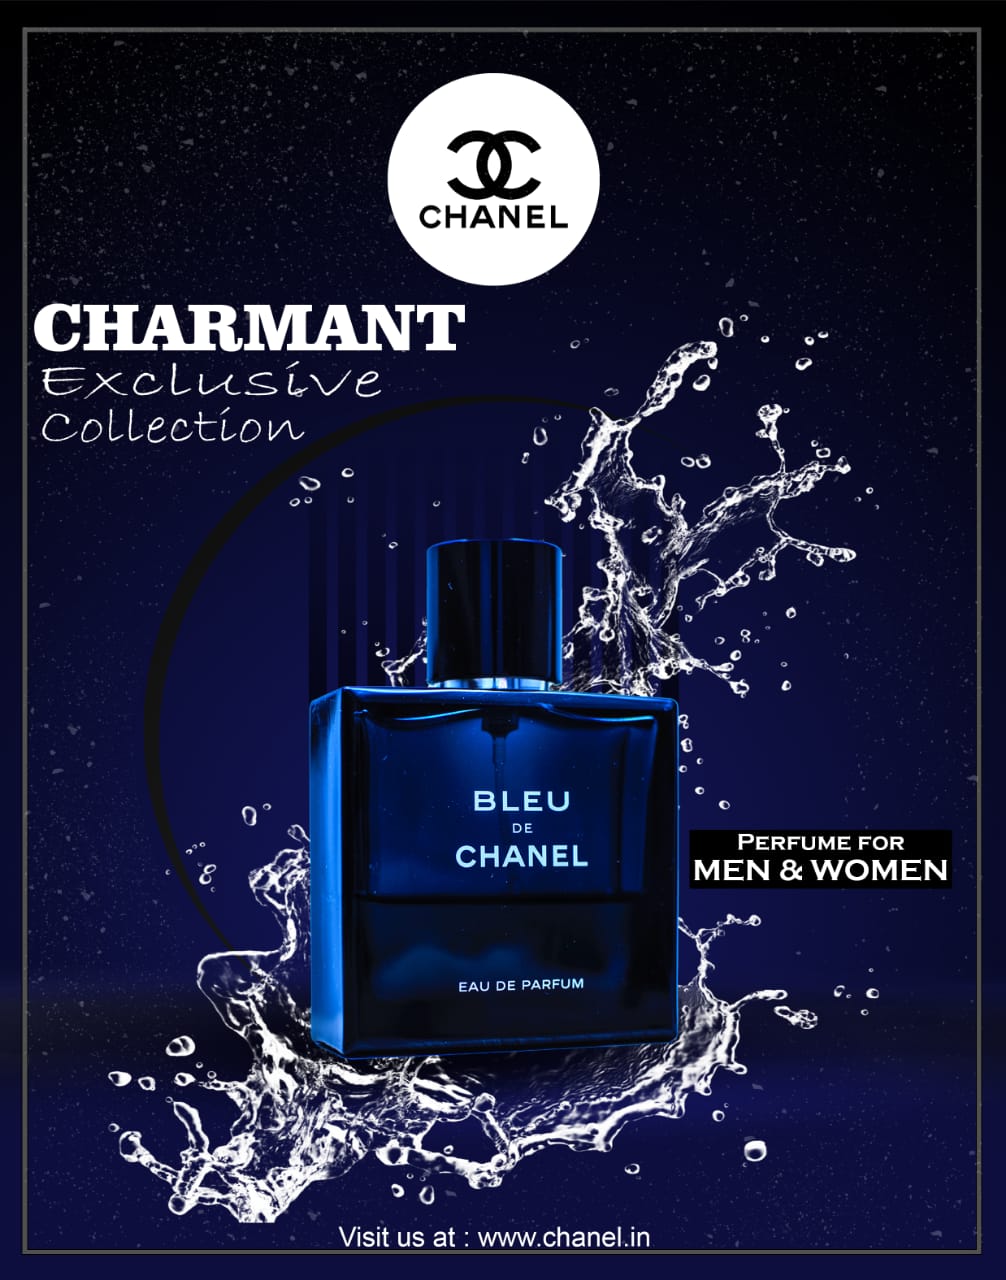 CHANEL
CHARMANT
Exclusive
Collection
BLEU
DE
CHANEL
PERFUME FOR
MEN & WOMEN
EAU DE PARFUM
Visit us at : www.chanel.in